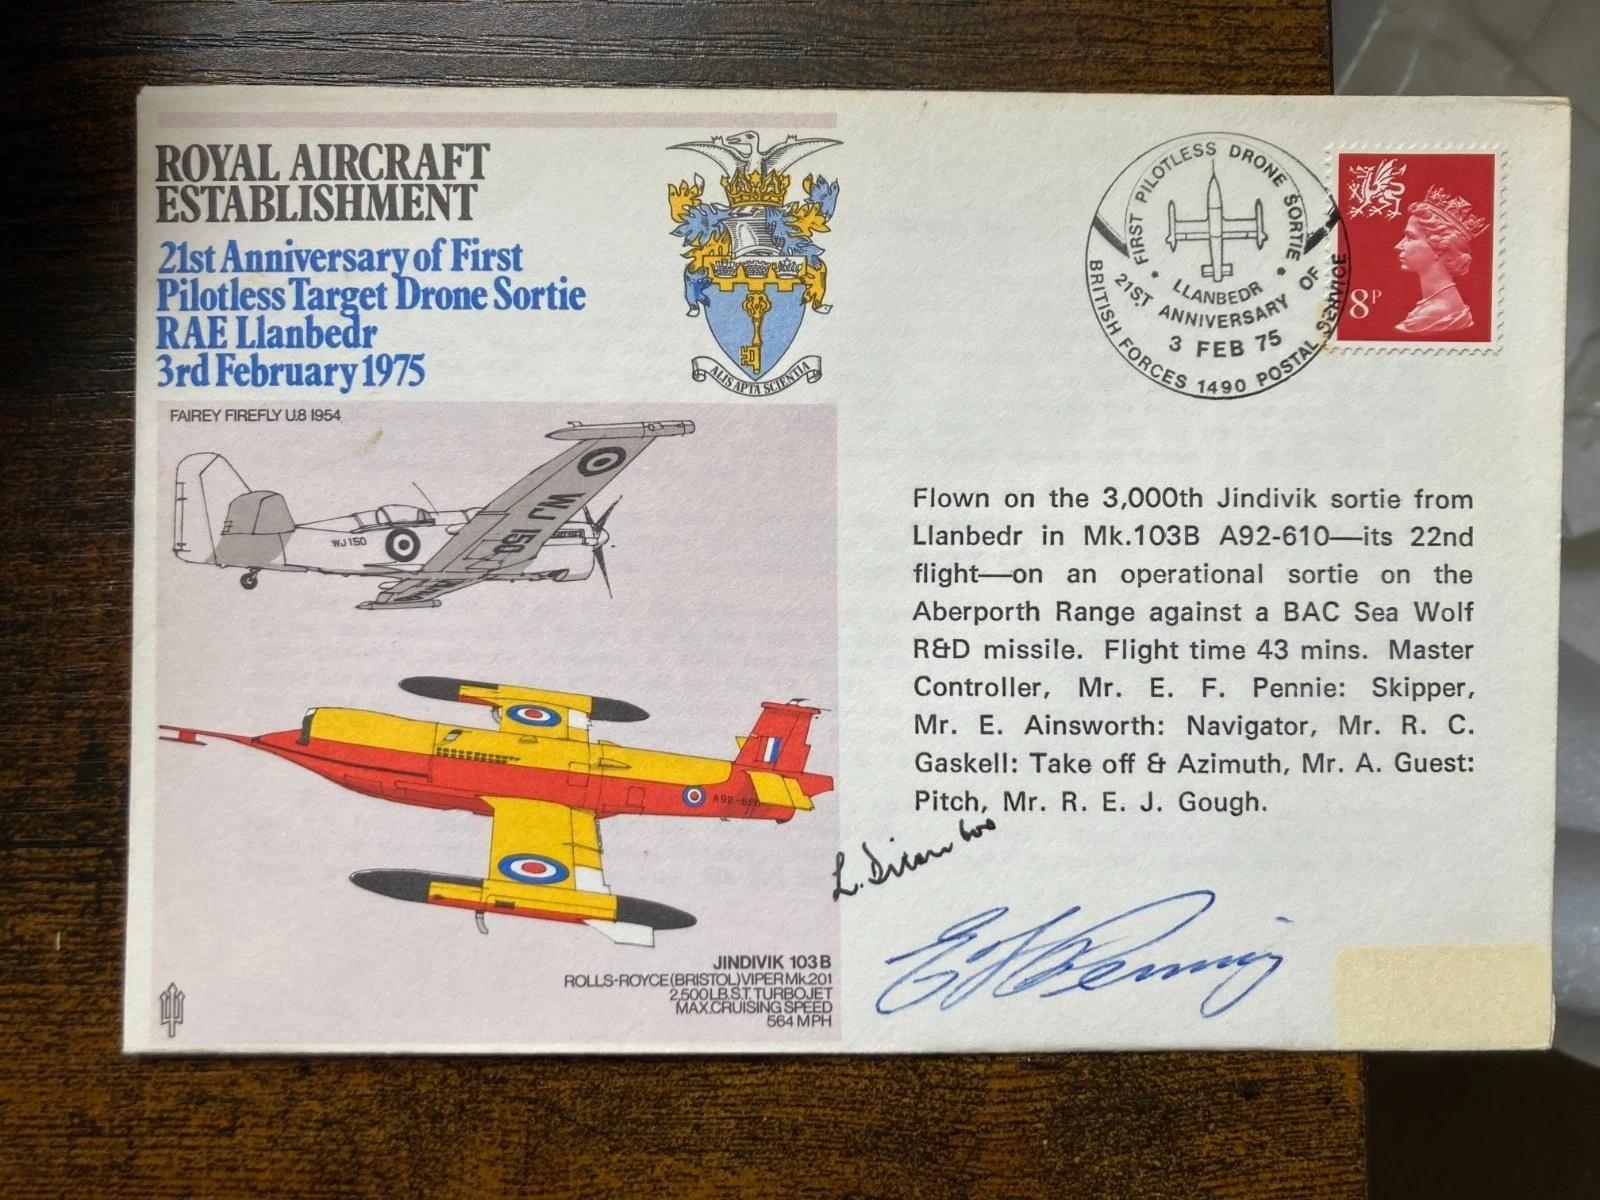 ROYAL AIRCRAFT
ESTABLISHMENT
21st Anniversary of First
Pilotless Target Drone Sortie
RAE Llanbedr
3rd February 1975
ALIS APTA SCIENTIA
FIRST PILOTLESS DRONE SORTIE
★ LLANBEDR ★
21ST ANNIVERSARY OF
3 FEB 75
BRITISH FORCES 1490 POSTAL SERVICE
8P
FAIREY FIREFLY U.8 1954
WJ 150
WJ 150
Flown on the 3,000th Jindivik sortie from
Llanbedr in Mk.103B A92-610—its 22nd
flight—on an operational sortie on the
Aberporth Range against a BAC Sea Wolf
R&D missile. Flight time 43 mins. Master
Controller, Mr. E. F. Pennie: Skipper,
Mr. E. Ainsworth: Navigator, Mr. R. C.
Gaskell: Take off & Azimuth, Mr. A. Guest:
Pitch, Mr. R. E. J. Gough.
A92-610
L.
JINDIVIK 103B
ROLLS-ROYCE (BRISTOL) VIPER Mk.201
2,500LB.S.T. TURBOJET
MAX.CRUISING SPEED
564 MPH